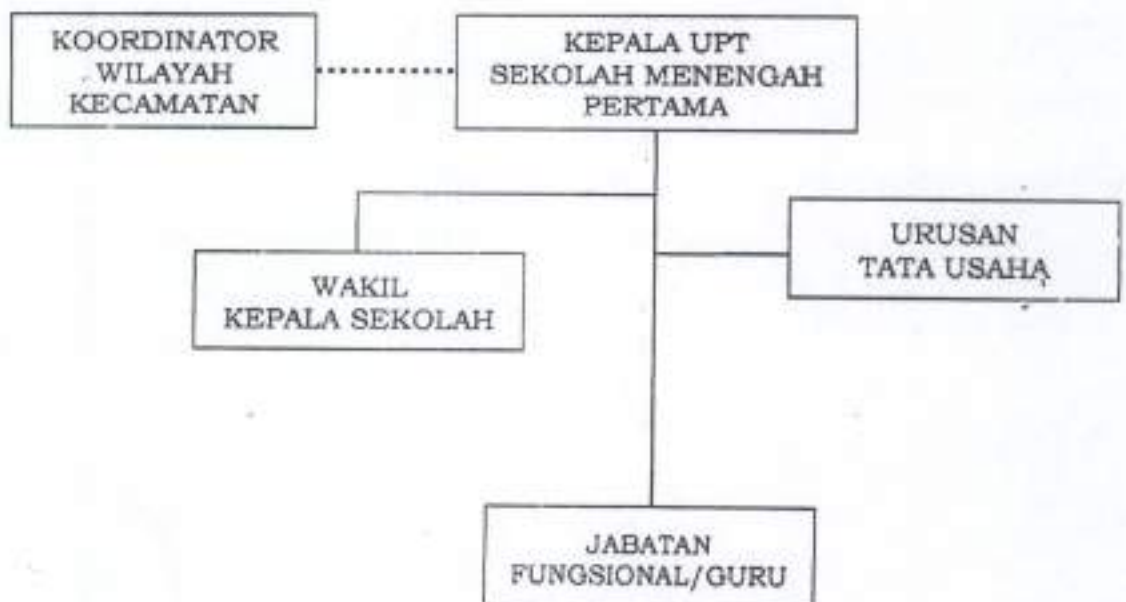 KOORDINATOR
WILAYAH
KECAMATAN
KEPALA UPT
SEKOLAH MENENGAH
PERTAMA
URUSAN
TATA USAHA
WAKIL
KEPALA SEKOLAH
JABATAN
FUNGSIONAL/GURU